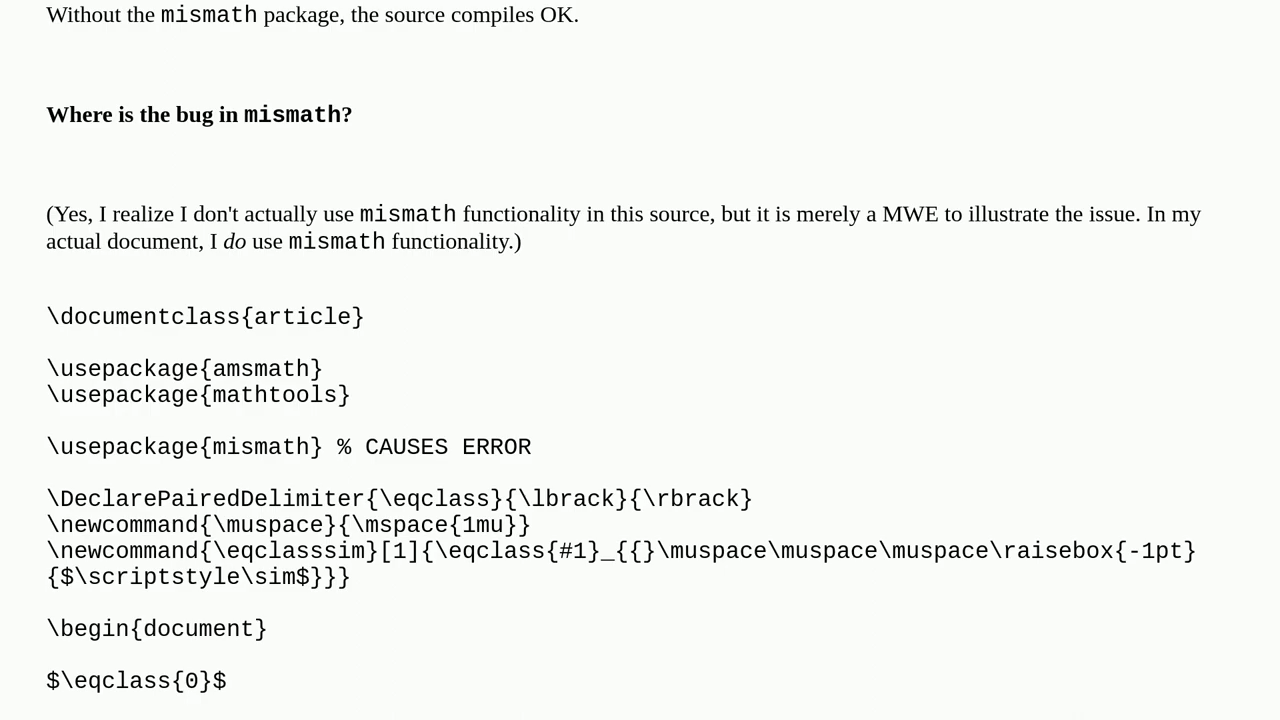 Without the mismath package, the source compiles OK.
Where is the bug in mismath?
(Yes, I realize I don't actually use mismath functionality in this source, but it is merely a MWE to illustrate the issue. In my
actual document, I do use mismath functionality.)
\documentclass{article}
\usepackage{amsmath}
\usepackage{mathtools}
\usepackage{mismath} % CAUSES ERROR
\DeclarePairedDelimiter{\eqclass}{\lbrack}{\rbrack}
\newcommand{\muspace}{\mspace{1mu}}
\newcommand{\eqclasssim}[1]{\eqclass{#1}_{{}\muspace\muspace\muspace\raisebox{-1pt}
{$\scriptstyle\sim$}}}
\begin{document}
$\eqclass{0}$